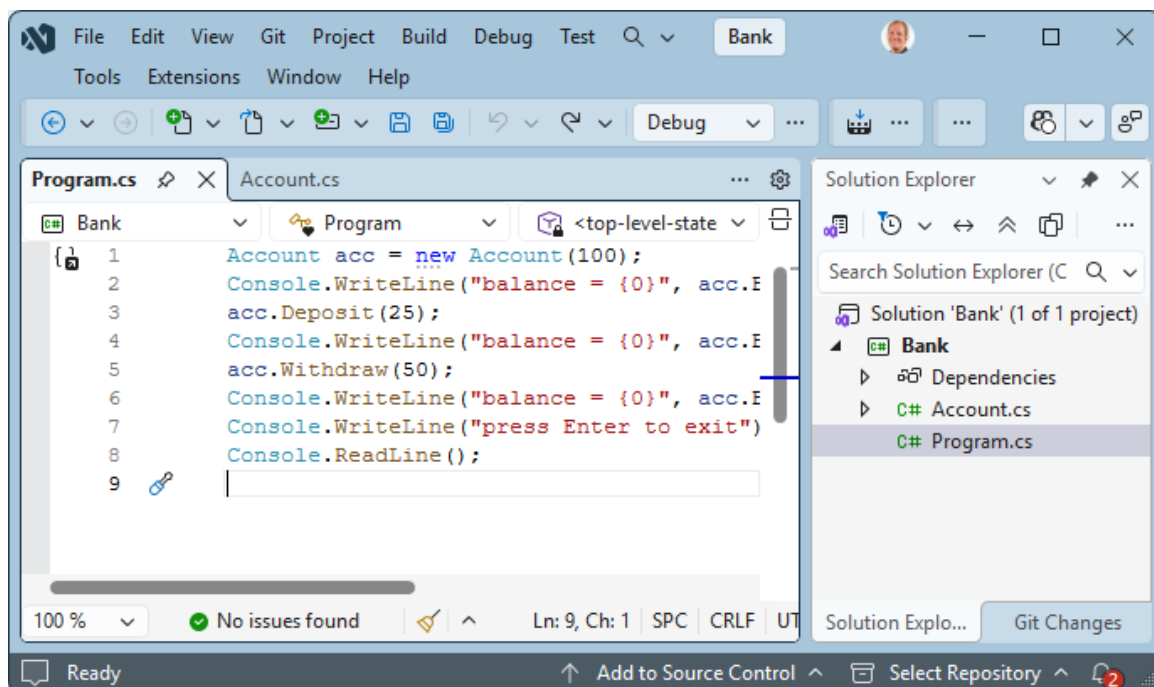 File Edit View Git Project Build Debug Test Bank
Tools Extensions Window Help
Debug
Program.cs Account.cs
Solution Explorer
Bank Program <top-level-state
Search Solution Explorer (C
1 Account acc = new Account(100);
2 Console.WriteLine("balance = {0}", acc.
3 acc.Deposit(25);
4 Console.WriteLine("balance = {0}", acc.
5 acc.Withdraw(50);
6 Console.WriteLine("balance = {0}", acc.
7 Console.WriteLine("press Enter to exit")
8 Console.ReadLine();
9
Solution 'Bank' (1 of 1 project)
C# Bank
Dependencies
C# Account.cs
C# Program.cs
100 % No issues found Ln: 9, Ch: 1 SPC CRLF UT
Solution Explo... Git Changes
Ready Add to Source Control Select Repository 2